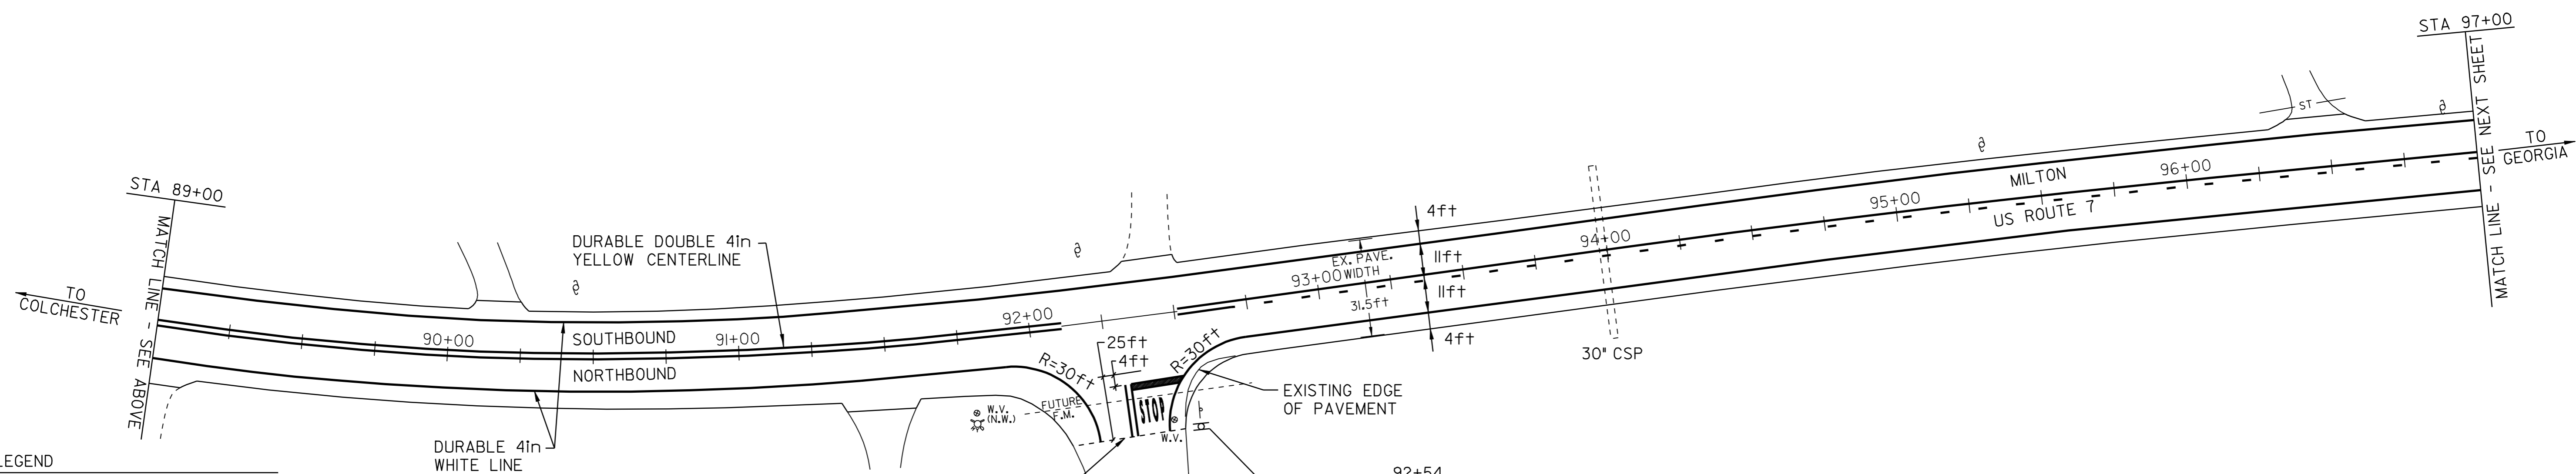 STA 97+00
MATCH LINE - SEE NEXT SHEET
TO
GEORGIA
ST
STA 89+00
MATCH LINE - SEE ABOVE
TO
COLCHESTER
DURABLE DOUBLE 4in
YELLOW CENTERLINE
90+00
SOUTHBOUND
91+00
92+00
NORTHBOUND
4ft
EX. PAVE.
WIDTH
31.5ft
93+00
11ft
11ft
4ft
94+00
30" CSP
95+00
MILTON
US ROUTE 7
96+00
25ft
4ft
R=30ft
R=30ft
STOP
W.V.
(N.W.)
FUTURE
F.M.
W.V.
EXISTING EDGE
OF PAVEMENT
DURABLE 4in
WHITE LINE
LEGEND
92+54